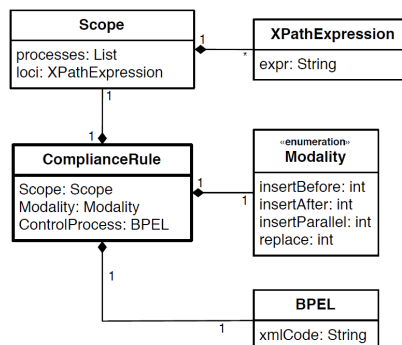 Scope
processes: List
loci: XPathExpression
1
*
XPathExpression
expr: String
1
1
ComplianceRule
Scope: Scope
Modality: Modality
ControlProcess: BPEL
1
1
«enumeration»
Modality
insertBefore: int
insertAfter: int
insertParallel: int
replace: int
1
1
BPEL
xmlCode: String